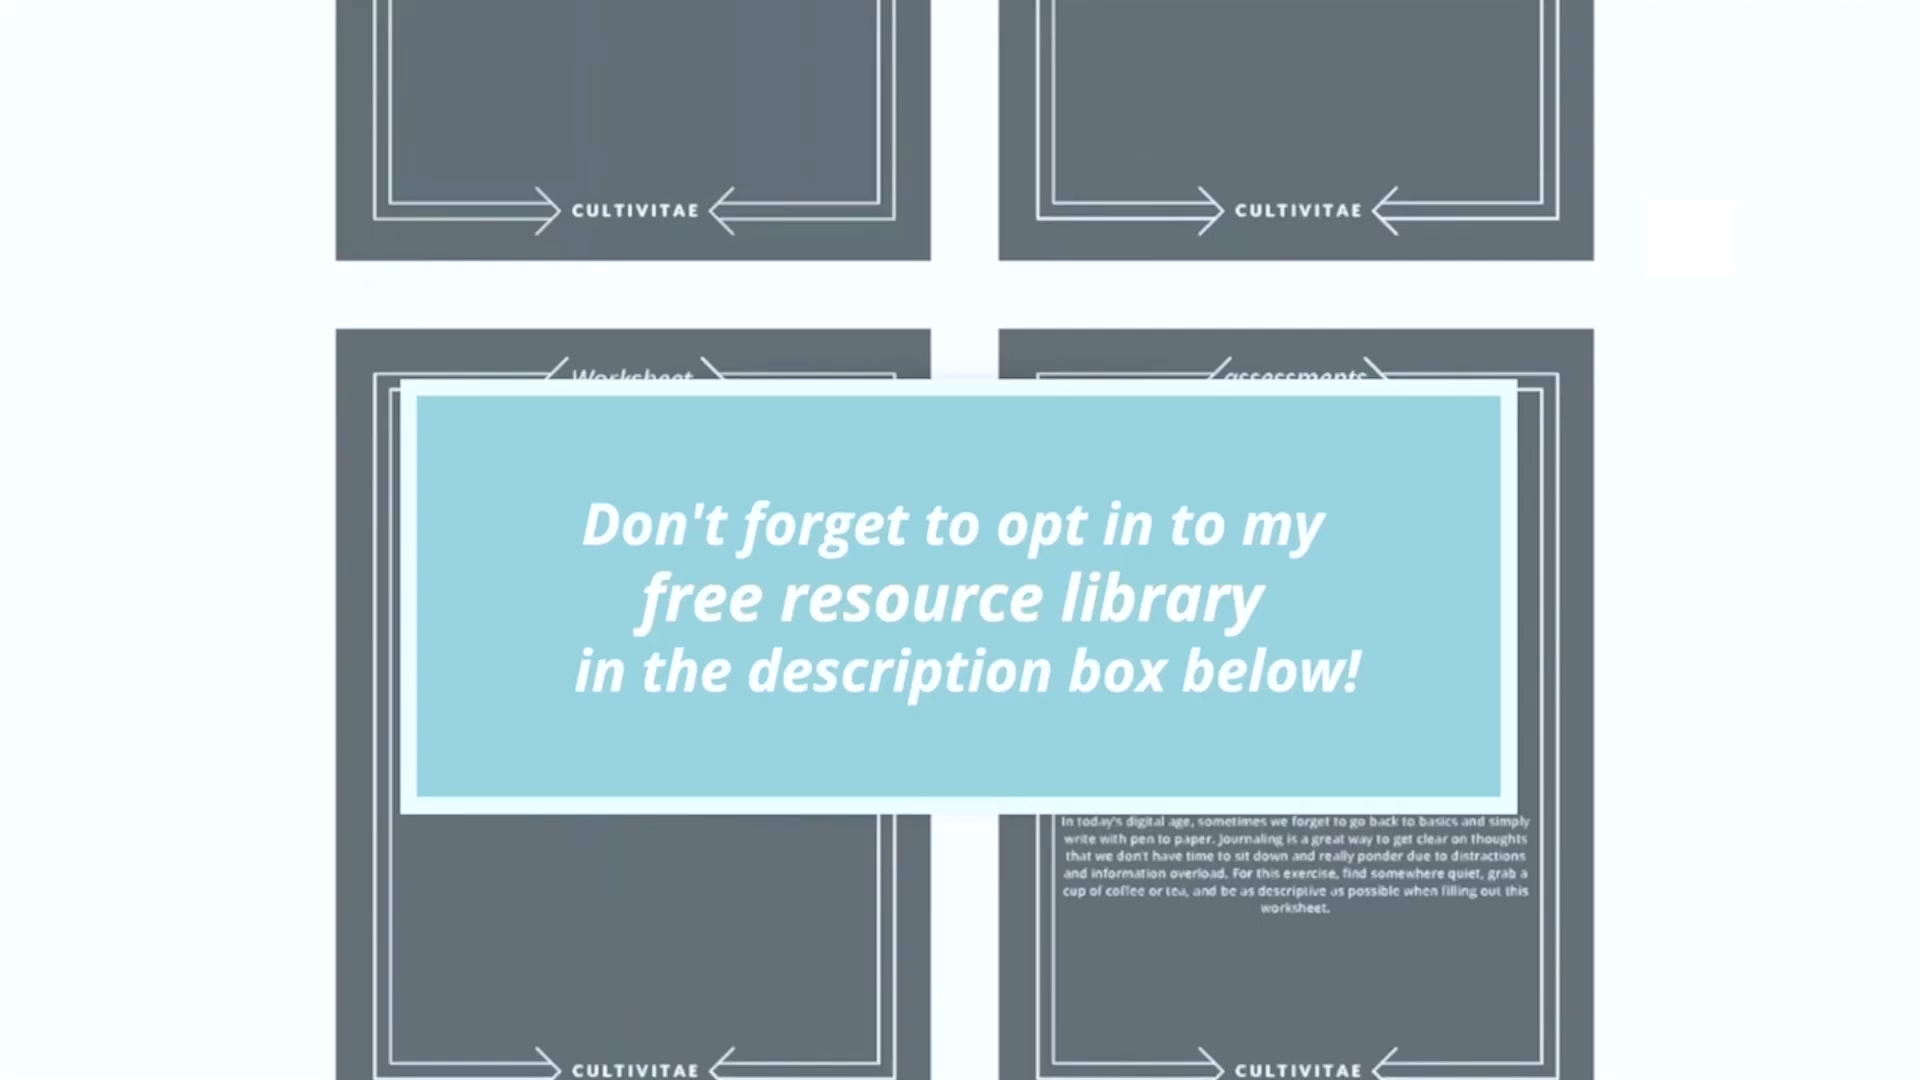 CULTIVITAE
CULTIVITAE
Worksheet
assessments
Don't forget to opt in to my
free resource library
in the description box below!
In today's digital age, sometimes we forget to go back to basics and simply
write with pen to paper. Journaling is a great way to get clear on thoughts
that we don't have time to sit down and really ponder due to distractions
and information overload. For this exercise, find somewhere quiet, grab a
cup of coffee or tea, and be as descriptive as possible when filling out this
worksheet.
CULTIVITAE
CULTIVITAE